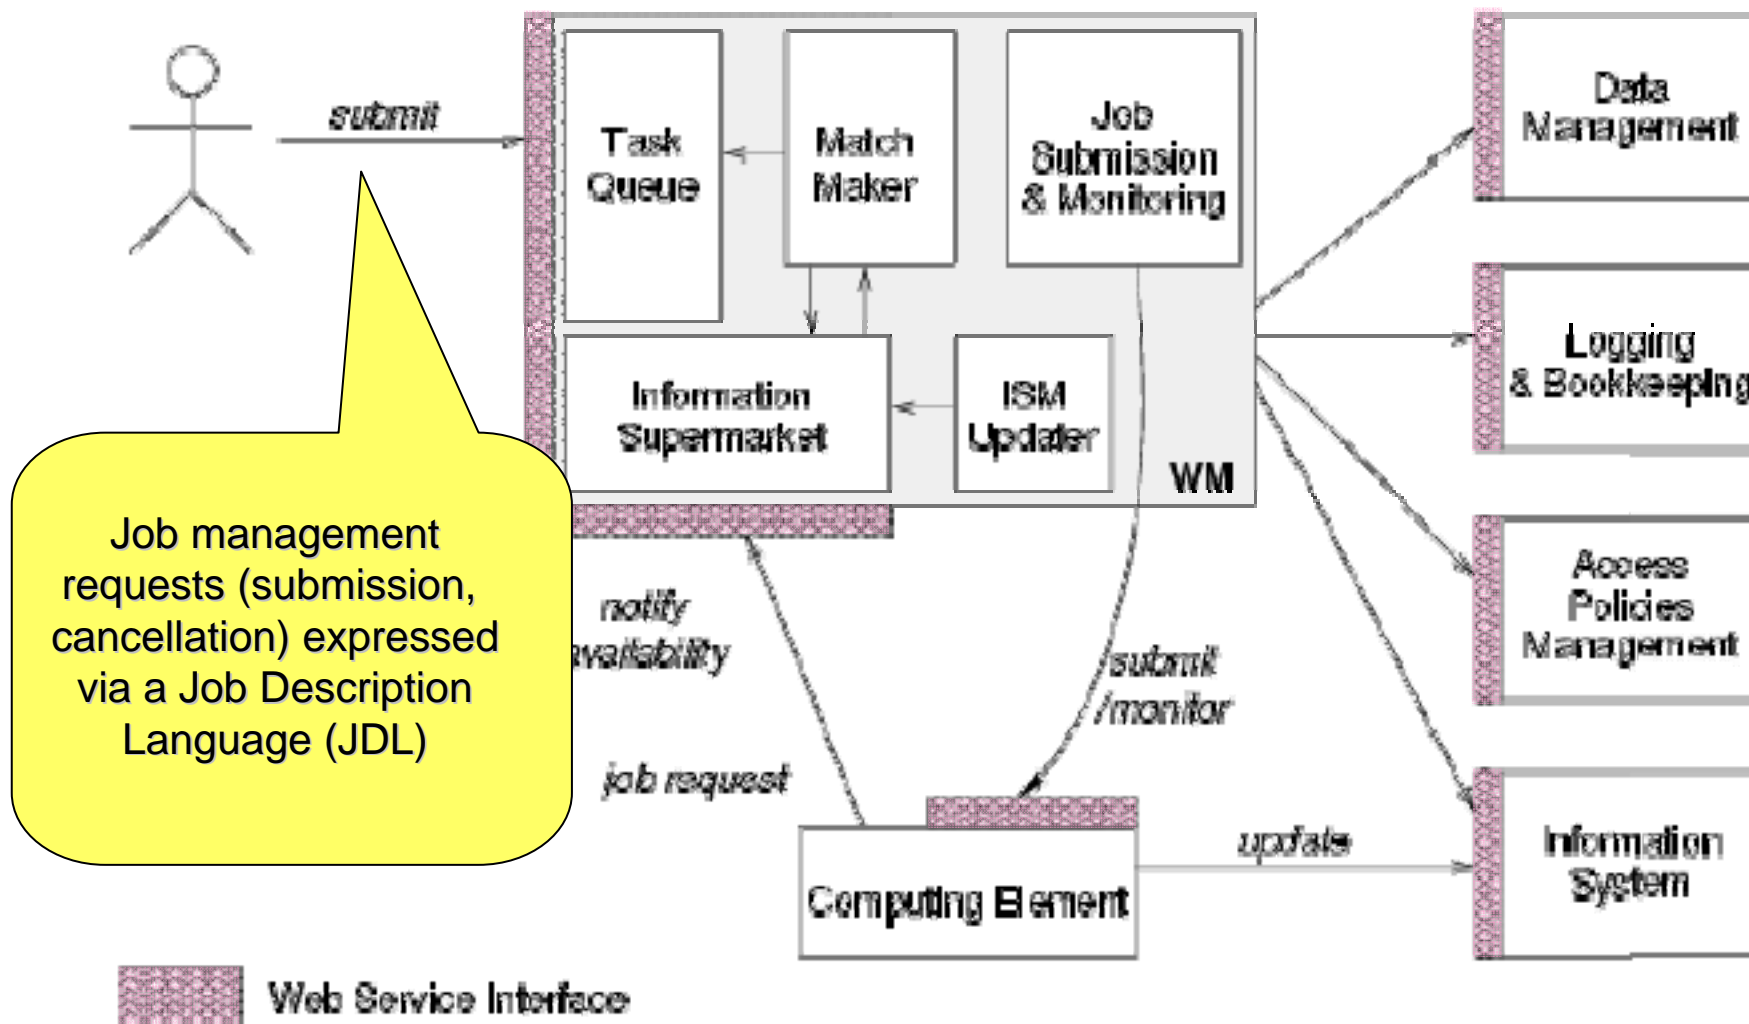 submit
Task
Queue
Match
Maker
Job
Submission
& Monitoring
Information
Supermarket
ISM
Updater
WM
Data
Management
Logging
& Bookkeeping
Access
Policies
Management
Information
System
Job management
requests (submission,
cancellation) expressed
via a Job Description
Language (JDL)
notify
availability
job request
submit
/monitor
update
Computing Element
Web Service Interface